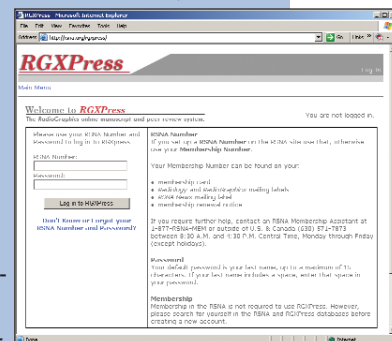 RGXPress - Microsoft Internet Explorer
File Edit View Favorites Tools Help
Address http://rsna.org/rgxpress/ Go Links
RGXPress
Log In
Main Menu
Welcome to RGXPress
The RadioGraphics online manuscript and peer review system.
You are not logged in.
Please use your RSNA Number and
Password to log in to RGXPress
RSNA Number:
Password:
Log in to RGXPress
Don't Know or Forgot your
RSNA Number and Password?
RSNA Number
If you set up a RSNA Number on the RSNA site use that, otherwise
use your Membership Number.
Your Membership Number can be found on your:
• membership card
• Radiology and RadioGraphics mailing labels
• RSNA News mailing label
• membership renewal notice
If you require further help, contact an RSNA Membership Assistant at
1-877-RSNA-MEM or outside of U.S. & Canada (630) 571-7873
between 8:30 A.M. and 4:30 P.M. Central Time, Monday through Friday
(except holidays).
Password
Your default password is your last name, up to a maximum of 15
characters. If your last name includes a space, enter that space in
your password.
Membership
Membership in the RSNA is not required to use RGXPress. However,
please search for yourself in the RSNA and RGXPress databases before
creating a new account.
Done
Internet